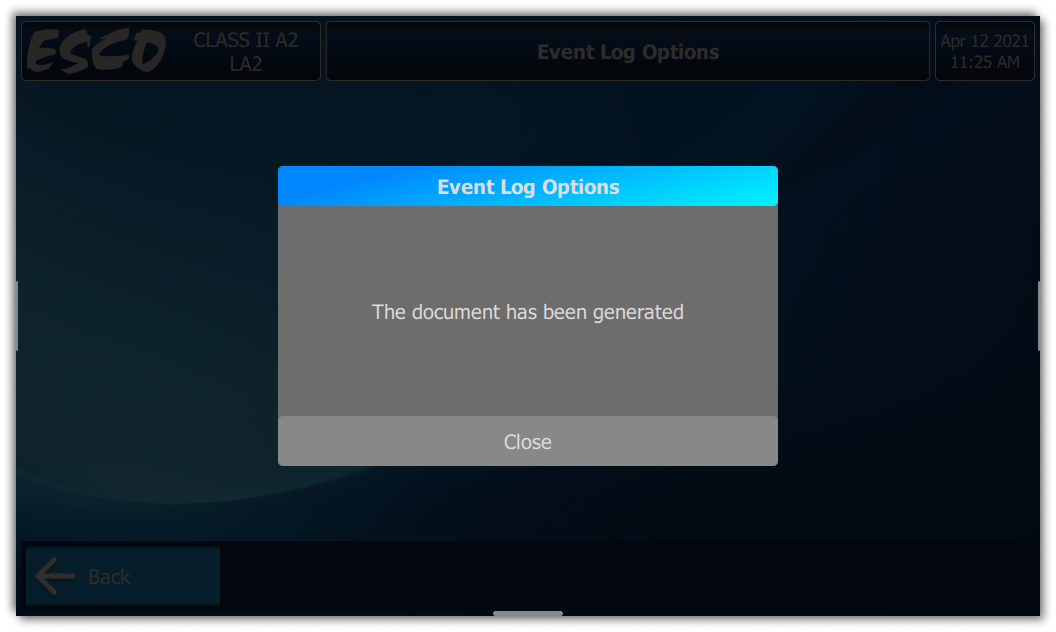 ESCO
CLASS II A2
LA2
Event Log Options
Apr 12 2021
11:25 AM
Event Log Options
The document has been generated
Close
Back